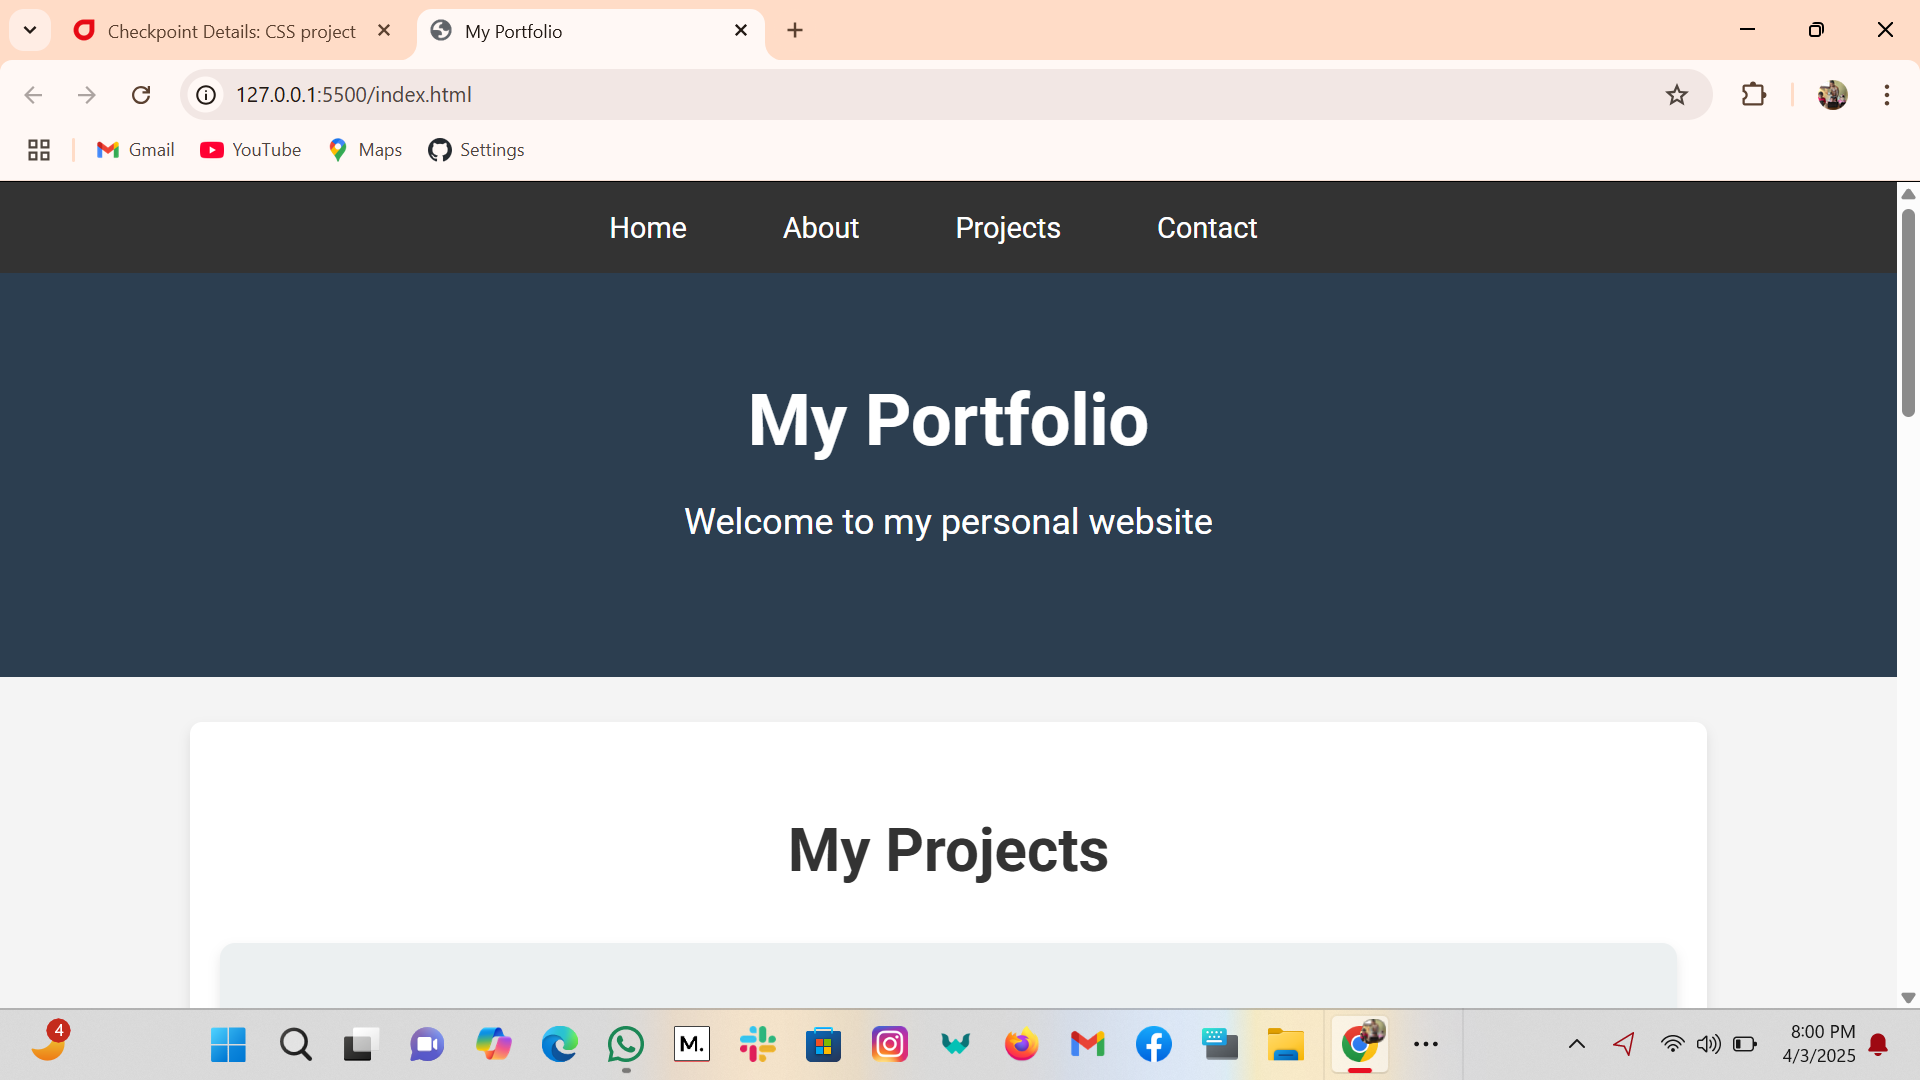 Checkpoint Details: CSS project
My Portfolio
127.0.0.1:5500/index.html
Gmail
YouTube
Maps
Settings
Home
About
Projects
Contact
My Portfolio
Welcome to my personal website
My Projects
4
M.
8:00 PM
4/3/2025